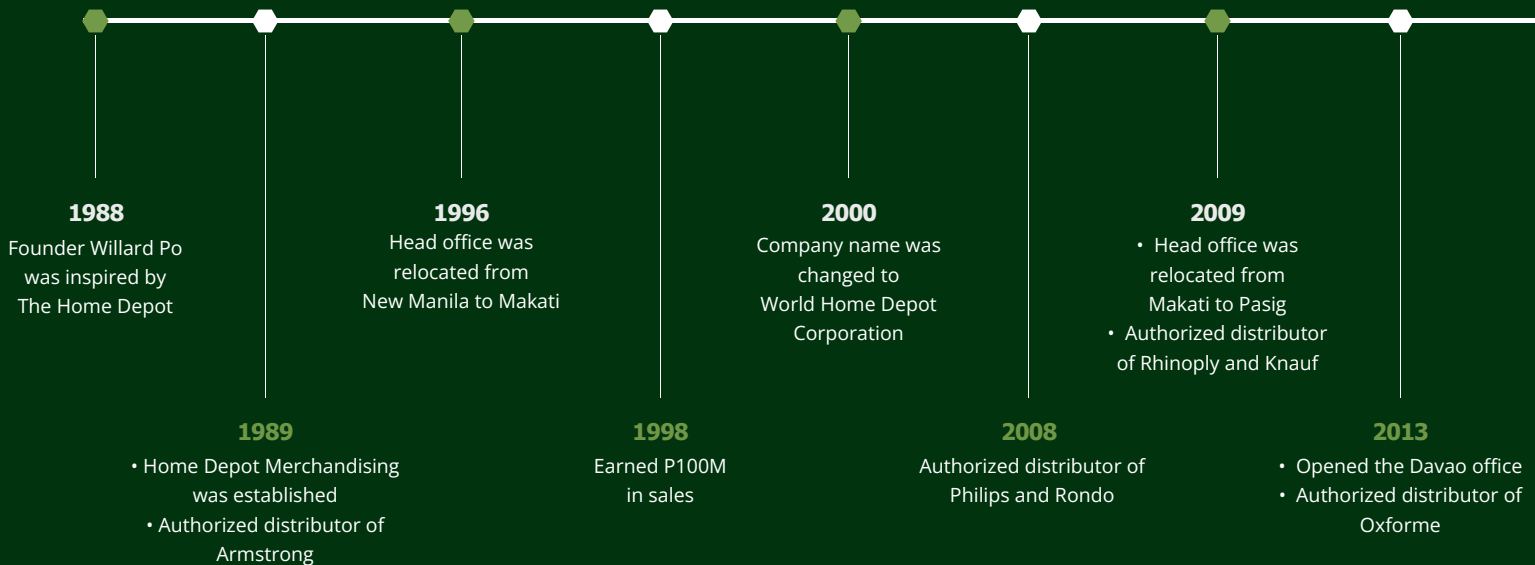 1988
Founder Willard Po
was inspired by
The Home Depot
1989
• Home Depot Merchandising
was established
• Authorized distributor of
Armstrong
1996
Head office was
relocated from
New Manila to Makati
1998
Earned P100M
in sales
2000
Company name was
changed to
World Home Depot
Corporation
2008
Authorized distributor of
Philips and Rondo
2009
• Head office was
relocated from
Makati to Pasig
• Authorized distributor
of Rhinoply and Knauf
2013
• Opened the Davao office
• Authorized distributor of
Oxforme